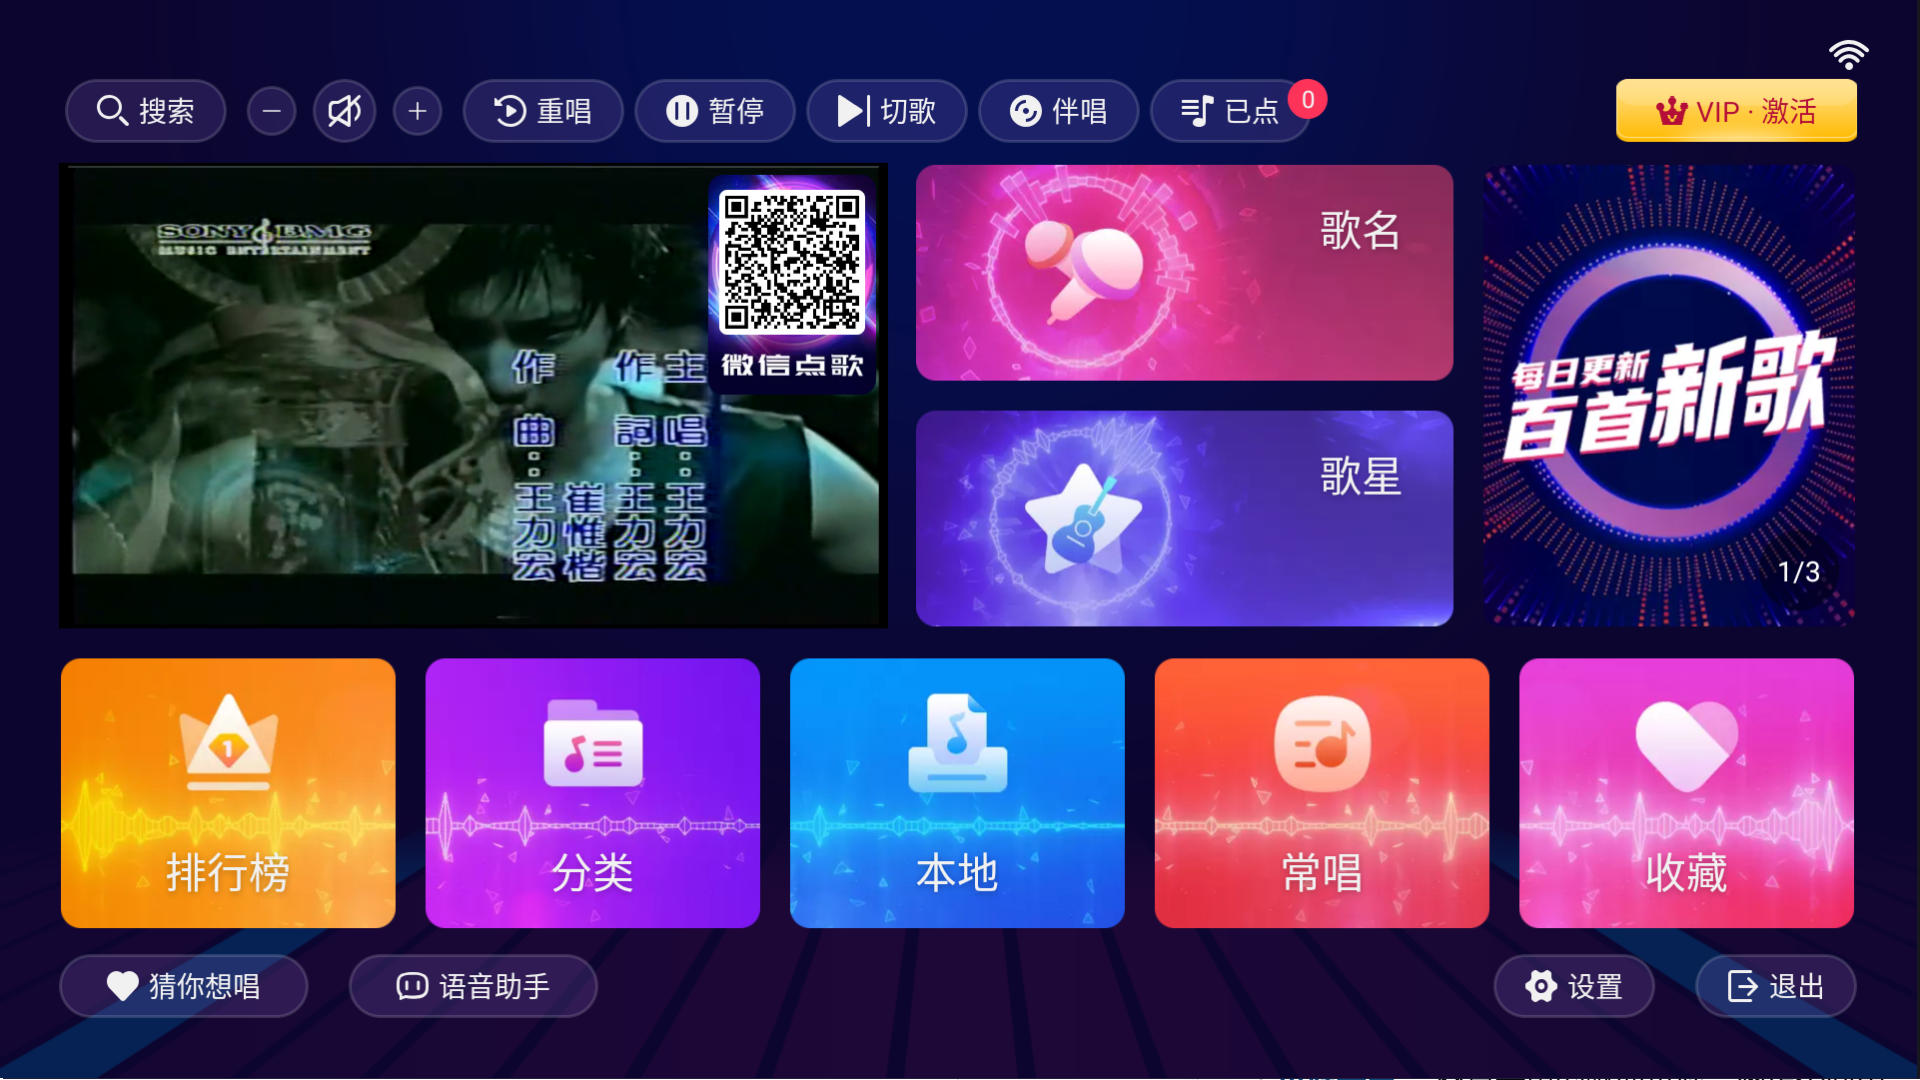 搜索
重唱
暂停
切歌
伴唱
已点
0
VIP · 激活
SONY BMG
MUSIC ENTERTAINMENT
主唱：王力宏
作詞：王力宏
崔惟楷
作曲：王力宏
微信点歌
歌名
歌星
每日更新
百首新歌
1/3
1
排行榜
分类
本地
常唱
收藏
猜你想唱
语音助手
设置
退出